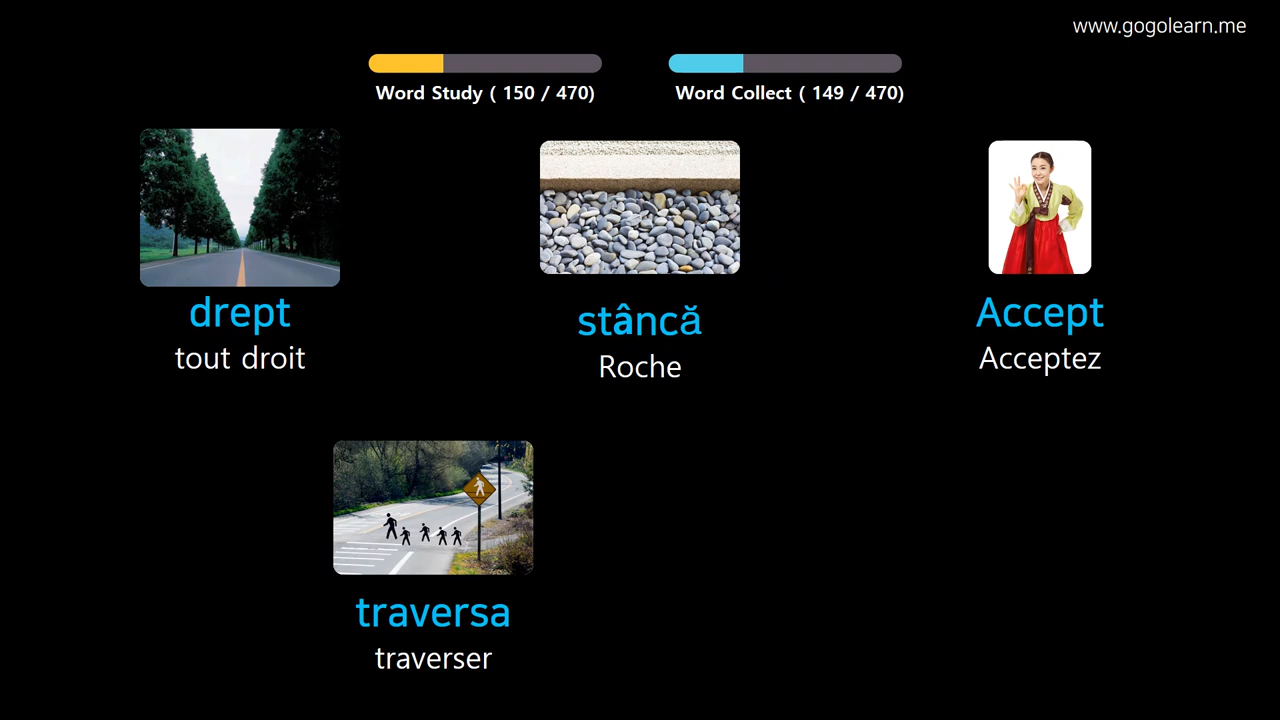 www.gogolearn.me
Word Study ( 150 / 470)
Word Collect ( 149 / 470)
drept
tout droit
stâncă
Roche
Accept
Acceptez
traversa
traverser